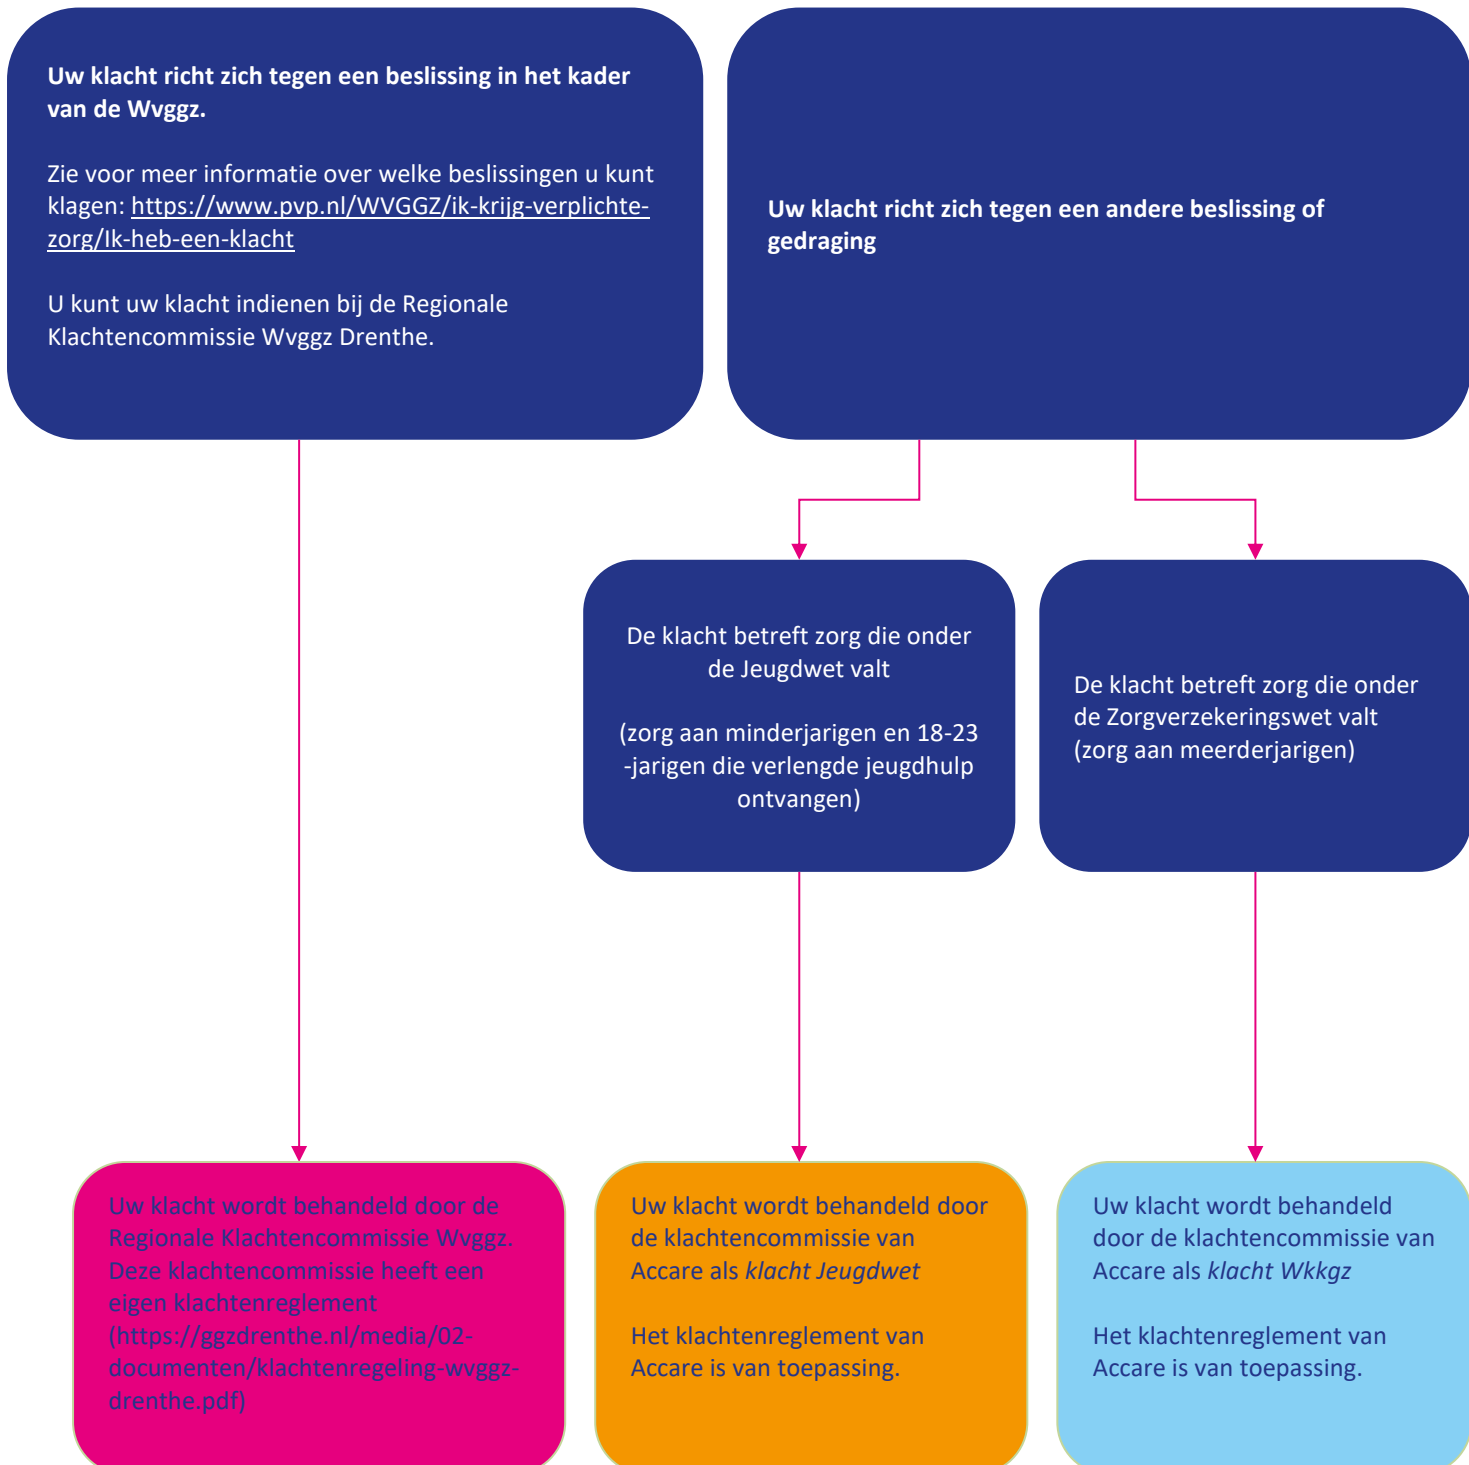 Uw klacht richt zich tegen een beslissing in het kader
van de Wvggz.
Zie voor meer informatie over welke beslissingen u kunt
klagen: https://www.pvp.nl/WVGGZ/ik-krijg-verplichte-
zorg/Ik-heb-een-klacht
U kunt uw klacht indienen bij de Regionale
Klachtencommissie Wvggz Drenthe.
Uw klacht richt zich tegen een andere beslissing of
gedraging
De klacht betreft zorg die onder
de Jeugdwet valt
(zorg aan minderjarigen en 18-23
-jarigen die verlengde jeugdhulp
ontvangen)
De klacht betreft zorg die onder
de Zorgverzekeringswet valt
(zorg aan meerderjarigen)
Uw klacht wordt behandeld door de
Regionale Klachtencommissie Wvggz.
Deze klachtencommissie heeft een
eigen klachtenreglement
(https://ggzdrenthe.nl/media/02-
documenten/klachtenregeling-wvggz-
drenthe.pdf)
Uw klacht wordt behandeld door
de klachtencommissie van
Accare als klacht Jeugdwet
Het klachtenreglement van
Accare is van toepassing.
Uw klacht wordt behandeld
door de klachtencommissie van
Accare als klacht Wkkgz
Het klachtenreglement van
Accare is van toepassing.